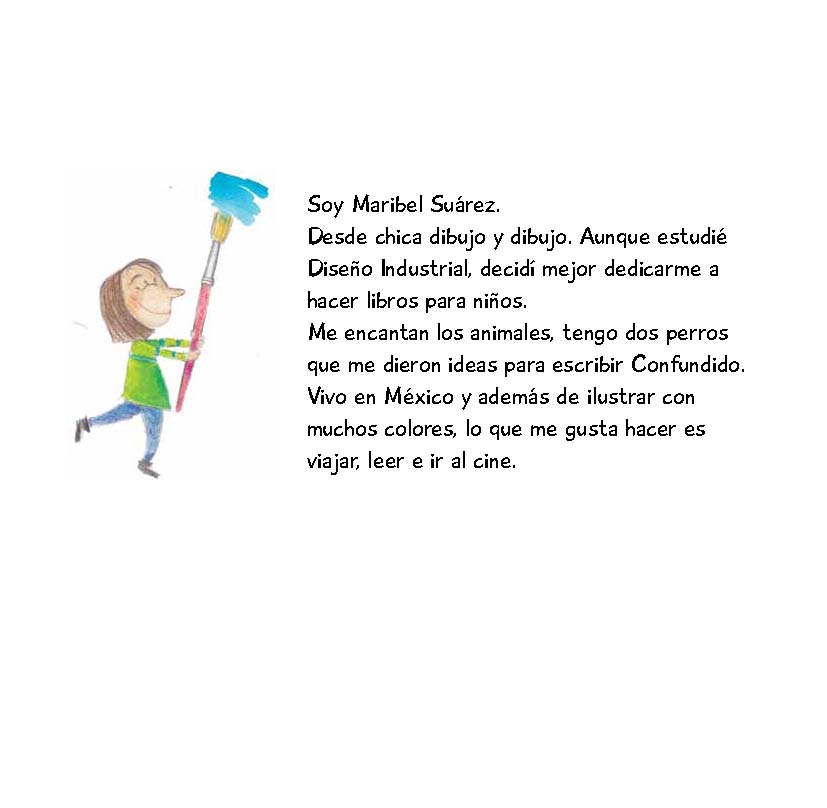 Soy Maribel Suárez.
Desde chica dibujo y dibujo. Aunque estudié
Diseño Industrial, decidí mejor dedicarme a
hacer libros para niños.
Me encantan los animales, tengo dos perros
que me dieron ideas para escribir Confundido.
Vivo en México y además de ilustrar con
muchos colores, lo que me gusta hacer es
viajar, leer e ir al cine.